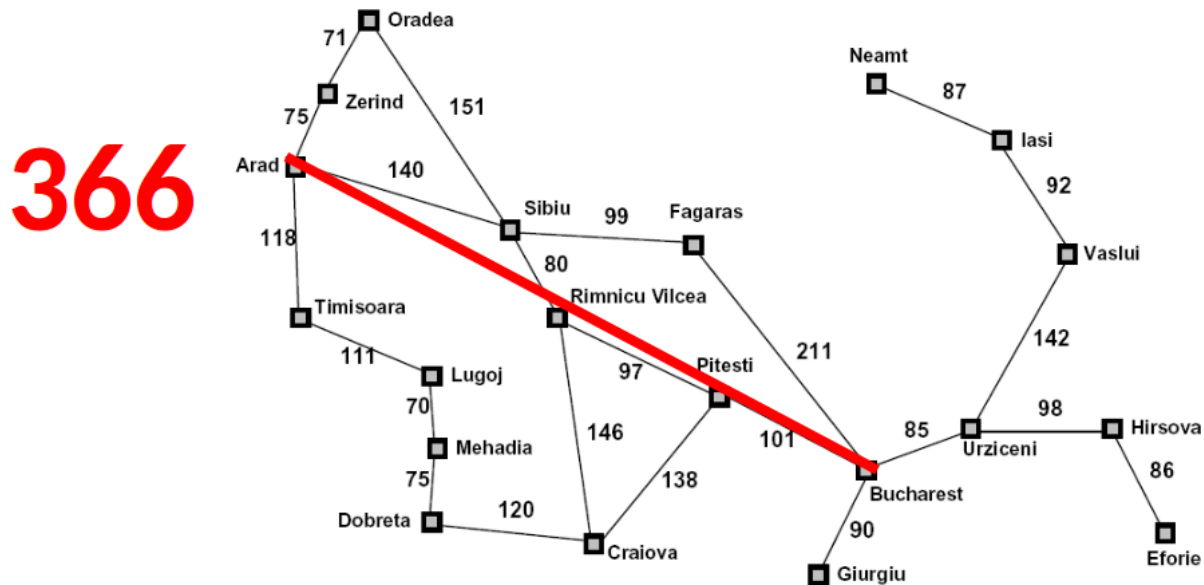 Oradea
71
Neamt
87
Zerind
151
75
Iasi
366
Arad
140
92
Sibiu
99
Fagaras
118
Vaslui
80
Timisoara
Rimnicu Vilcea
142
211
111
Lugoj
97
Pitesti
70
98
Hirsova
146
101
85
Mehadia
Urziceni
86
75
138
Bucharest
Dobreta
120
90
Craiova
Eforie
Giurgiu